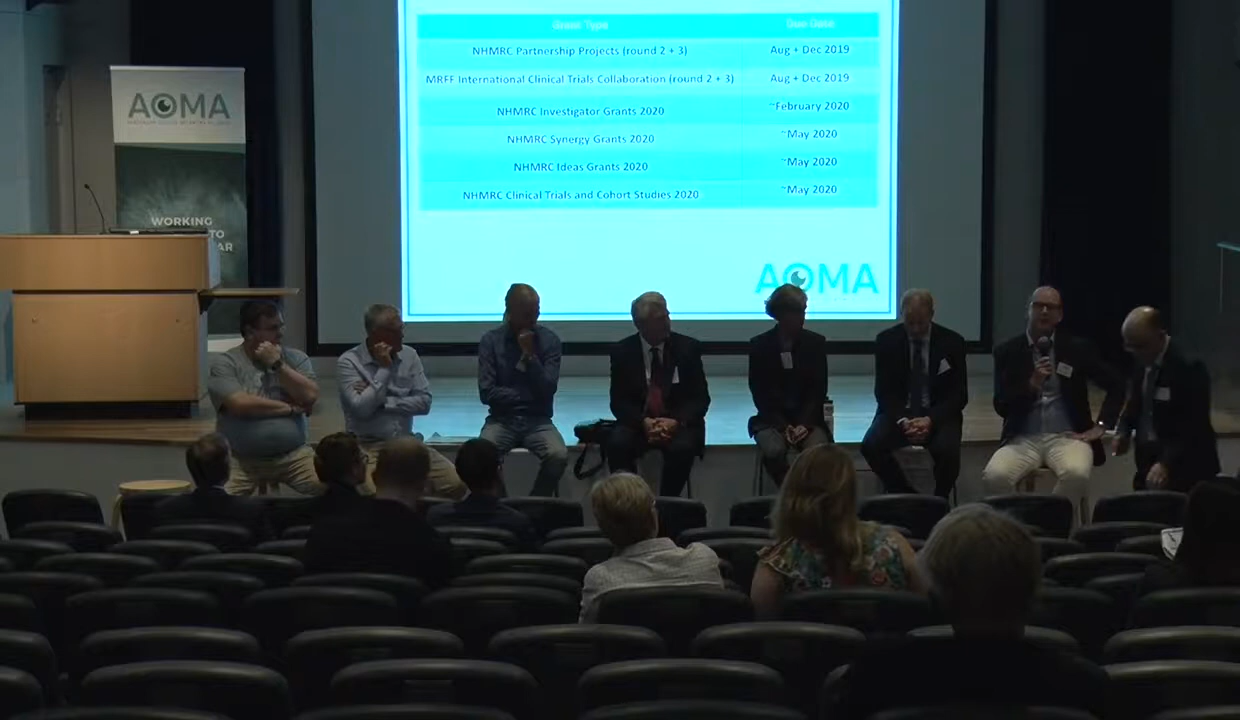 Grant Type Due Date
NHMRC Partnership Projects (round 2 + 3) Aug + Dec 2019
MRFF International Clinical Trials Collaboration (round 2 + 3) Aug + Dec 2019
NHMRC Investigator Grants 2020 ~February 2020
NHMRC Synergy Grants 2020 ~May 2020
NHMRC Ideas Grants 2020 ~May 2020
NHMRC Clinical Trials and Cohort Studies 2020 ~May 2020
AOMA
AOMA
WORKING
TO
AR